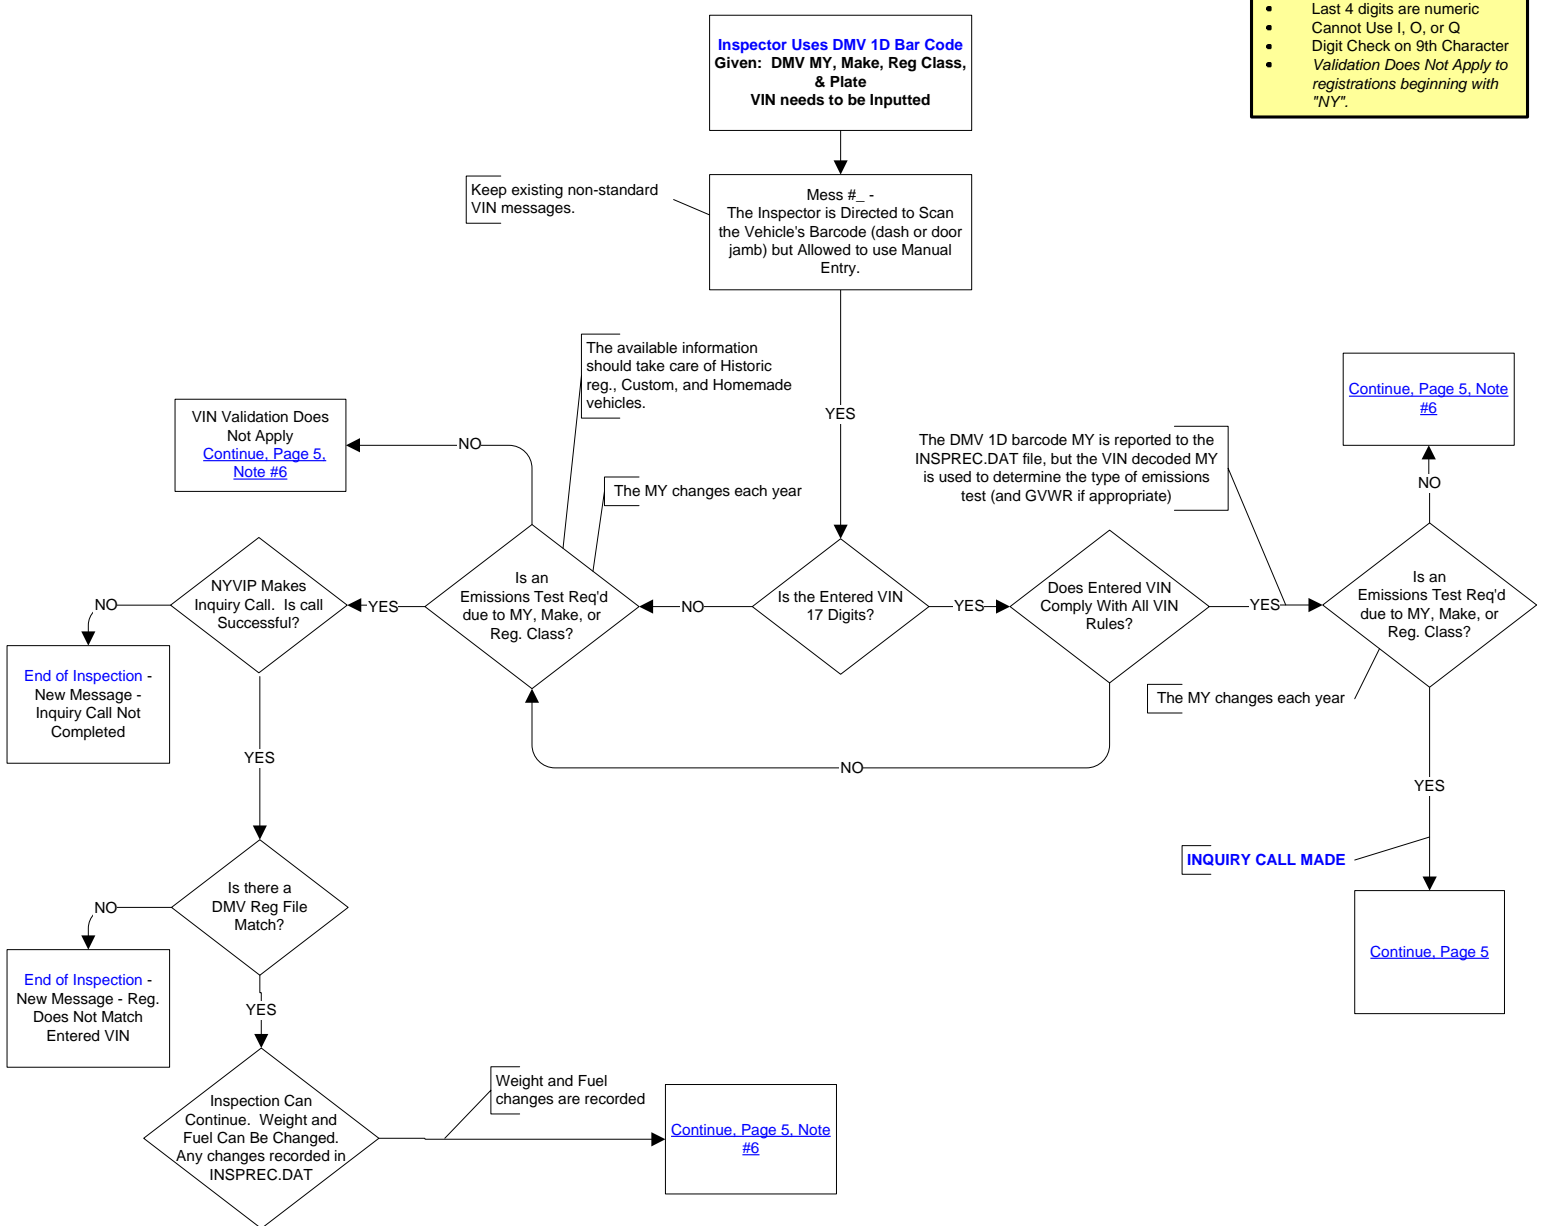 • Last 4 digits are numeric
• Cannot Use I, O, or Q
• Digit Check on 9th Character
• Validation Does Not Apply to
registrations beginning with
"NY".
Inspector Uses DMV 1D Bar Code
Given: DMV MY, Make, Reg Class,
& Plate
VIN needs to be Inputted
Keep existing non-standard
VIN messages.
Mess #_ -
The Inspector is Directed to Scan
the Vehicle's Barcode (dash or door
jamb) but Allowed to use Manual
Entry.
The available information
should take care of Historic
reg., Custom, and Homemade
vehicles.
YES
VIN Validation Does
Not Apply
Continue, Page 5,
Note #6
NO
The MY changes each year
The DMV 1D barcode MY is reported to the
INSPREC.DAT file, but the VIN decoded MY
is used to determine the type of emissions
test (and GVWR if appropriate)
Continue, Page 5, Note
#6
NO
NO
NYVIP Makes
Inquiry Call. Is call
Successful?
YES
Is an
Emissions Test Req'd
due to MY, Make, or
Reg. Class?
NO
Is the Entered VIN
17 Digits?
YES
Does Entered VIN
Comply With All VIN
Rules?
YES
Is an
Emissions Test Req'd
due to MY, Make, or
Reg. Class?
End of Inspection -
New Message -
Inquiry Call Not
Completed
The MY changes each year
YES
NO
YES
INQUIRY CALL MADE
Continue, Page 5
NO
Is there a
DMV Reg File
Match?
End of Inspection -
New Message - Reg.
Does Not Match
Entered VIN
YES
Inspection Can
Continue. Weight and
Fuel Can Be Changed.
Any changes recorded in
INSPREC.DAT
Weight and Fuel
changes are recorded
Continue, Page 5, Note
#6